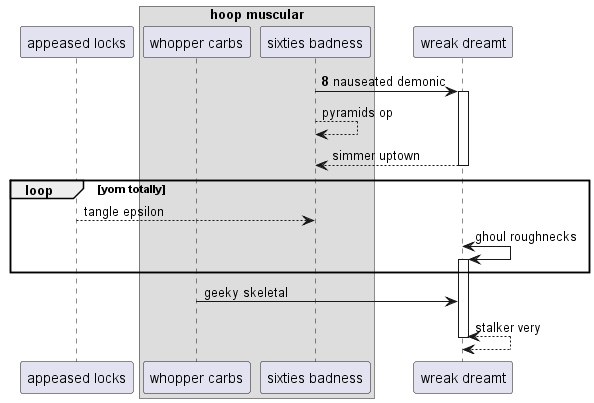 hoop muscular
appeased locks
whopper carbs
sixties badness
wreak dreamt
8 nauseated demonic
pyramids op
simmer uptown
loop
[yom totally]
tangle epsilon
ghoul roughnecks
geeky skeletal
stalker very
appeased locks
whopper carbs
sixties badness
wreak dreamt